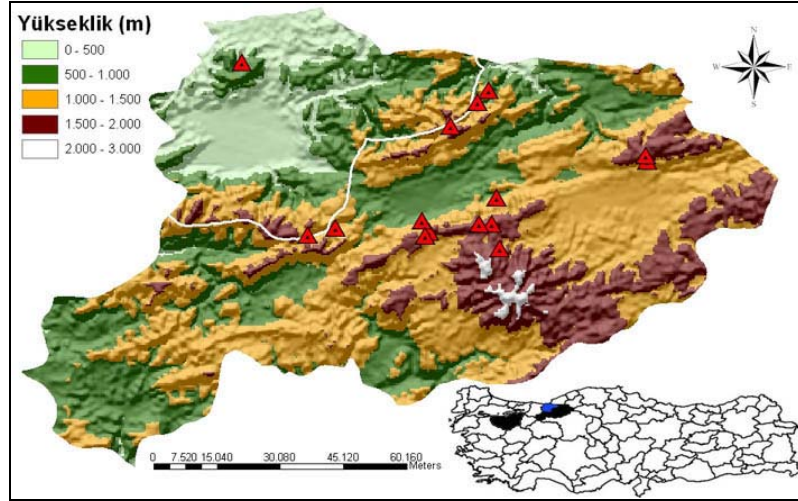 Yükseklik (m)
0 - 500
500 - 1.000
1.000 - 1.500
1.500 - 2.000
2.000 - 3.000
N
W E
S
0 7.520 15.040 30.080 45.120 60.160
Meters